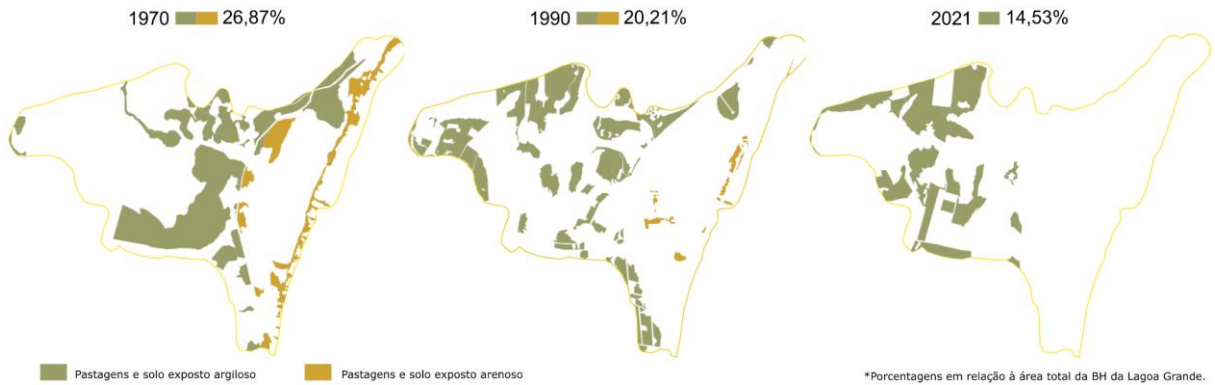 1970 26,87%
1990 20,21%
2021 14,53%
Pastagens e solo exposto argiloso
Pastagens e solo exposto arenoso
*Porcentagens em relação à área total da BH da Lagoa Grande.